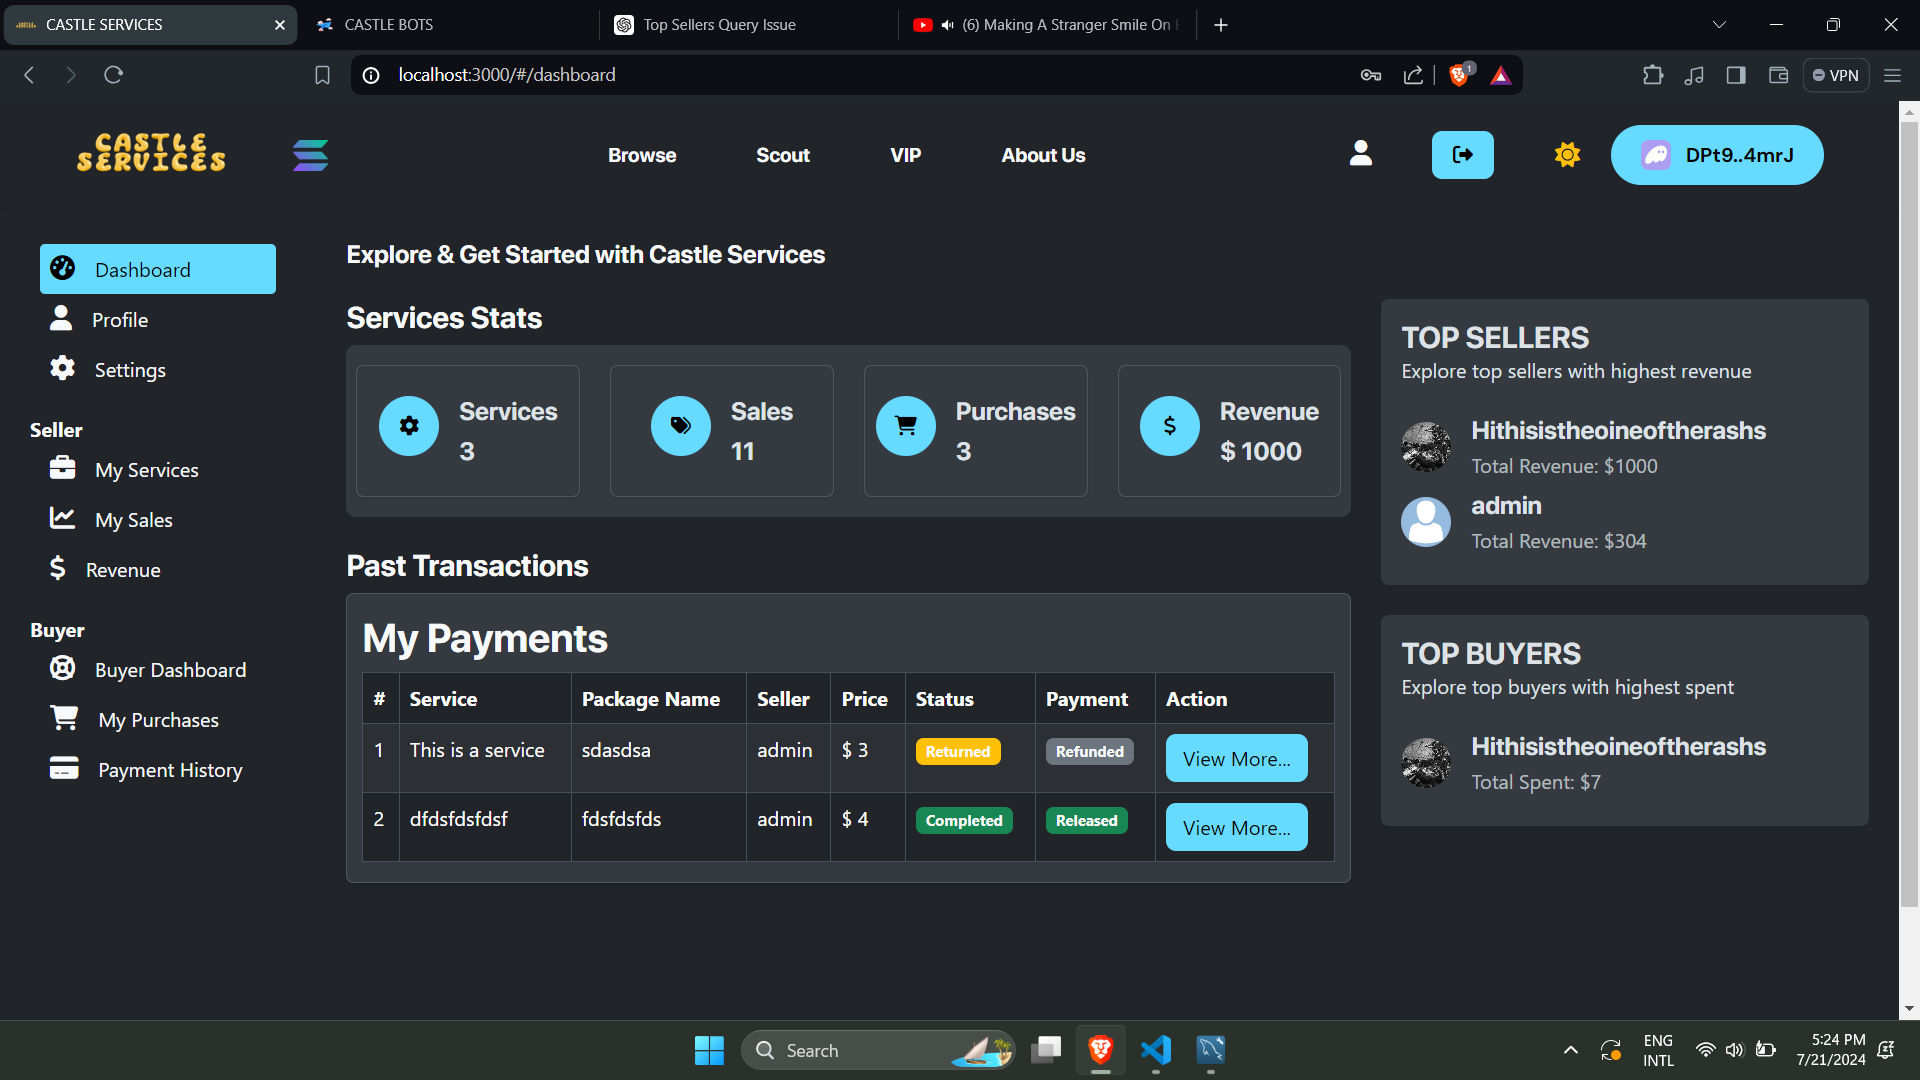 CASTLE SERVICES
CASTLE BOTS
Top Sellers Query Issue
(6) Making A Stranger Smile On
localhost:3000/#/dashboard
1
VPN
CASTLE
SERVICES
Browse
Scout
VIP
About Us
DPt9..4mrJ
Dashboard
Profile
Settings
Seller
My Services
My Sales
Revenue
Buyer
Buyer Dashboard
My Purchases
Payment History
Explore & Get Started with Castle Services
Services Stats
Services
3
Sales
11
Purchases
3
Revenue
$ 1000
Past Transactions
My Payments
# Service Package Name Seller Price Status Payment Action
1 This is a service sdasdsa admin $ 3 Returned Refunded View More...
2 dfdsfdsfdsf fdsfdsfds admin $ 4 Completed Released View More...
TOP SELLERS
Explore top sellers with highest revenue
Hithisistheoineoftherashs
Total Revenue: $1000
admin
Total Revenue: $304
TOP BUYERS
Explore top buyers with highest spent
Hithisistheoineoftherashs
Total Spent: $7
Search
ENG
INTL
5:24 PM
7/21/2024